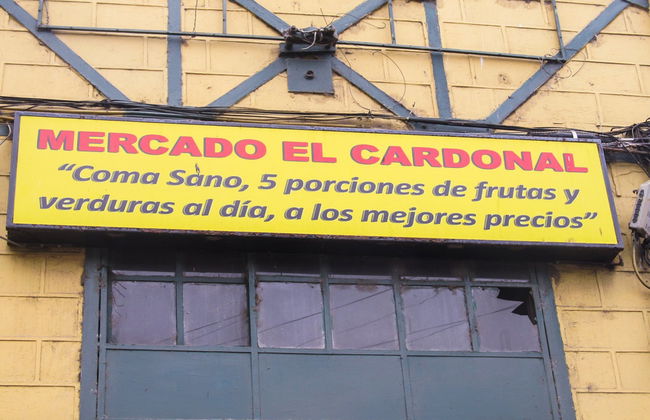 MERCADO EL CARDONAL
"Coma Sano, 5 porciones de frutas y
verduras al día, a los mejores precios"